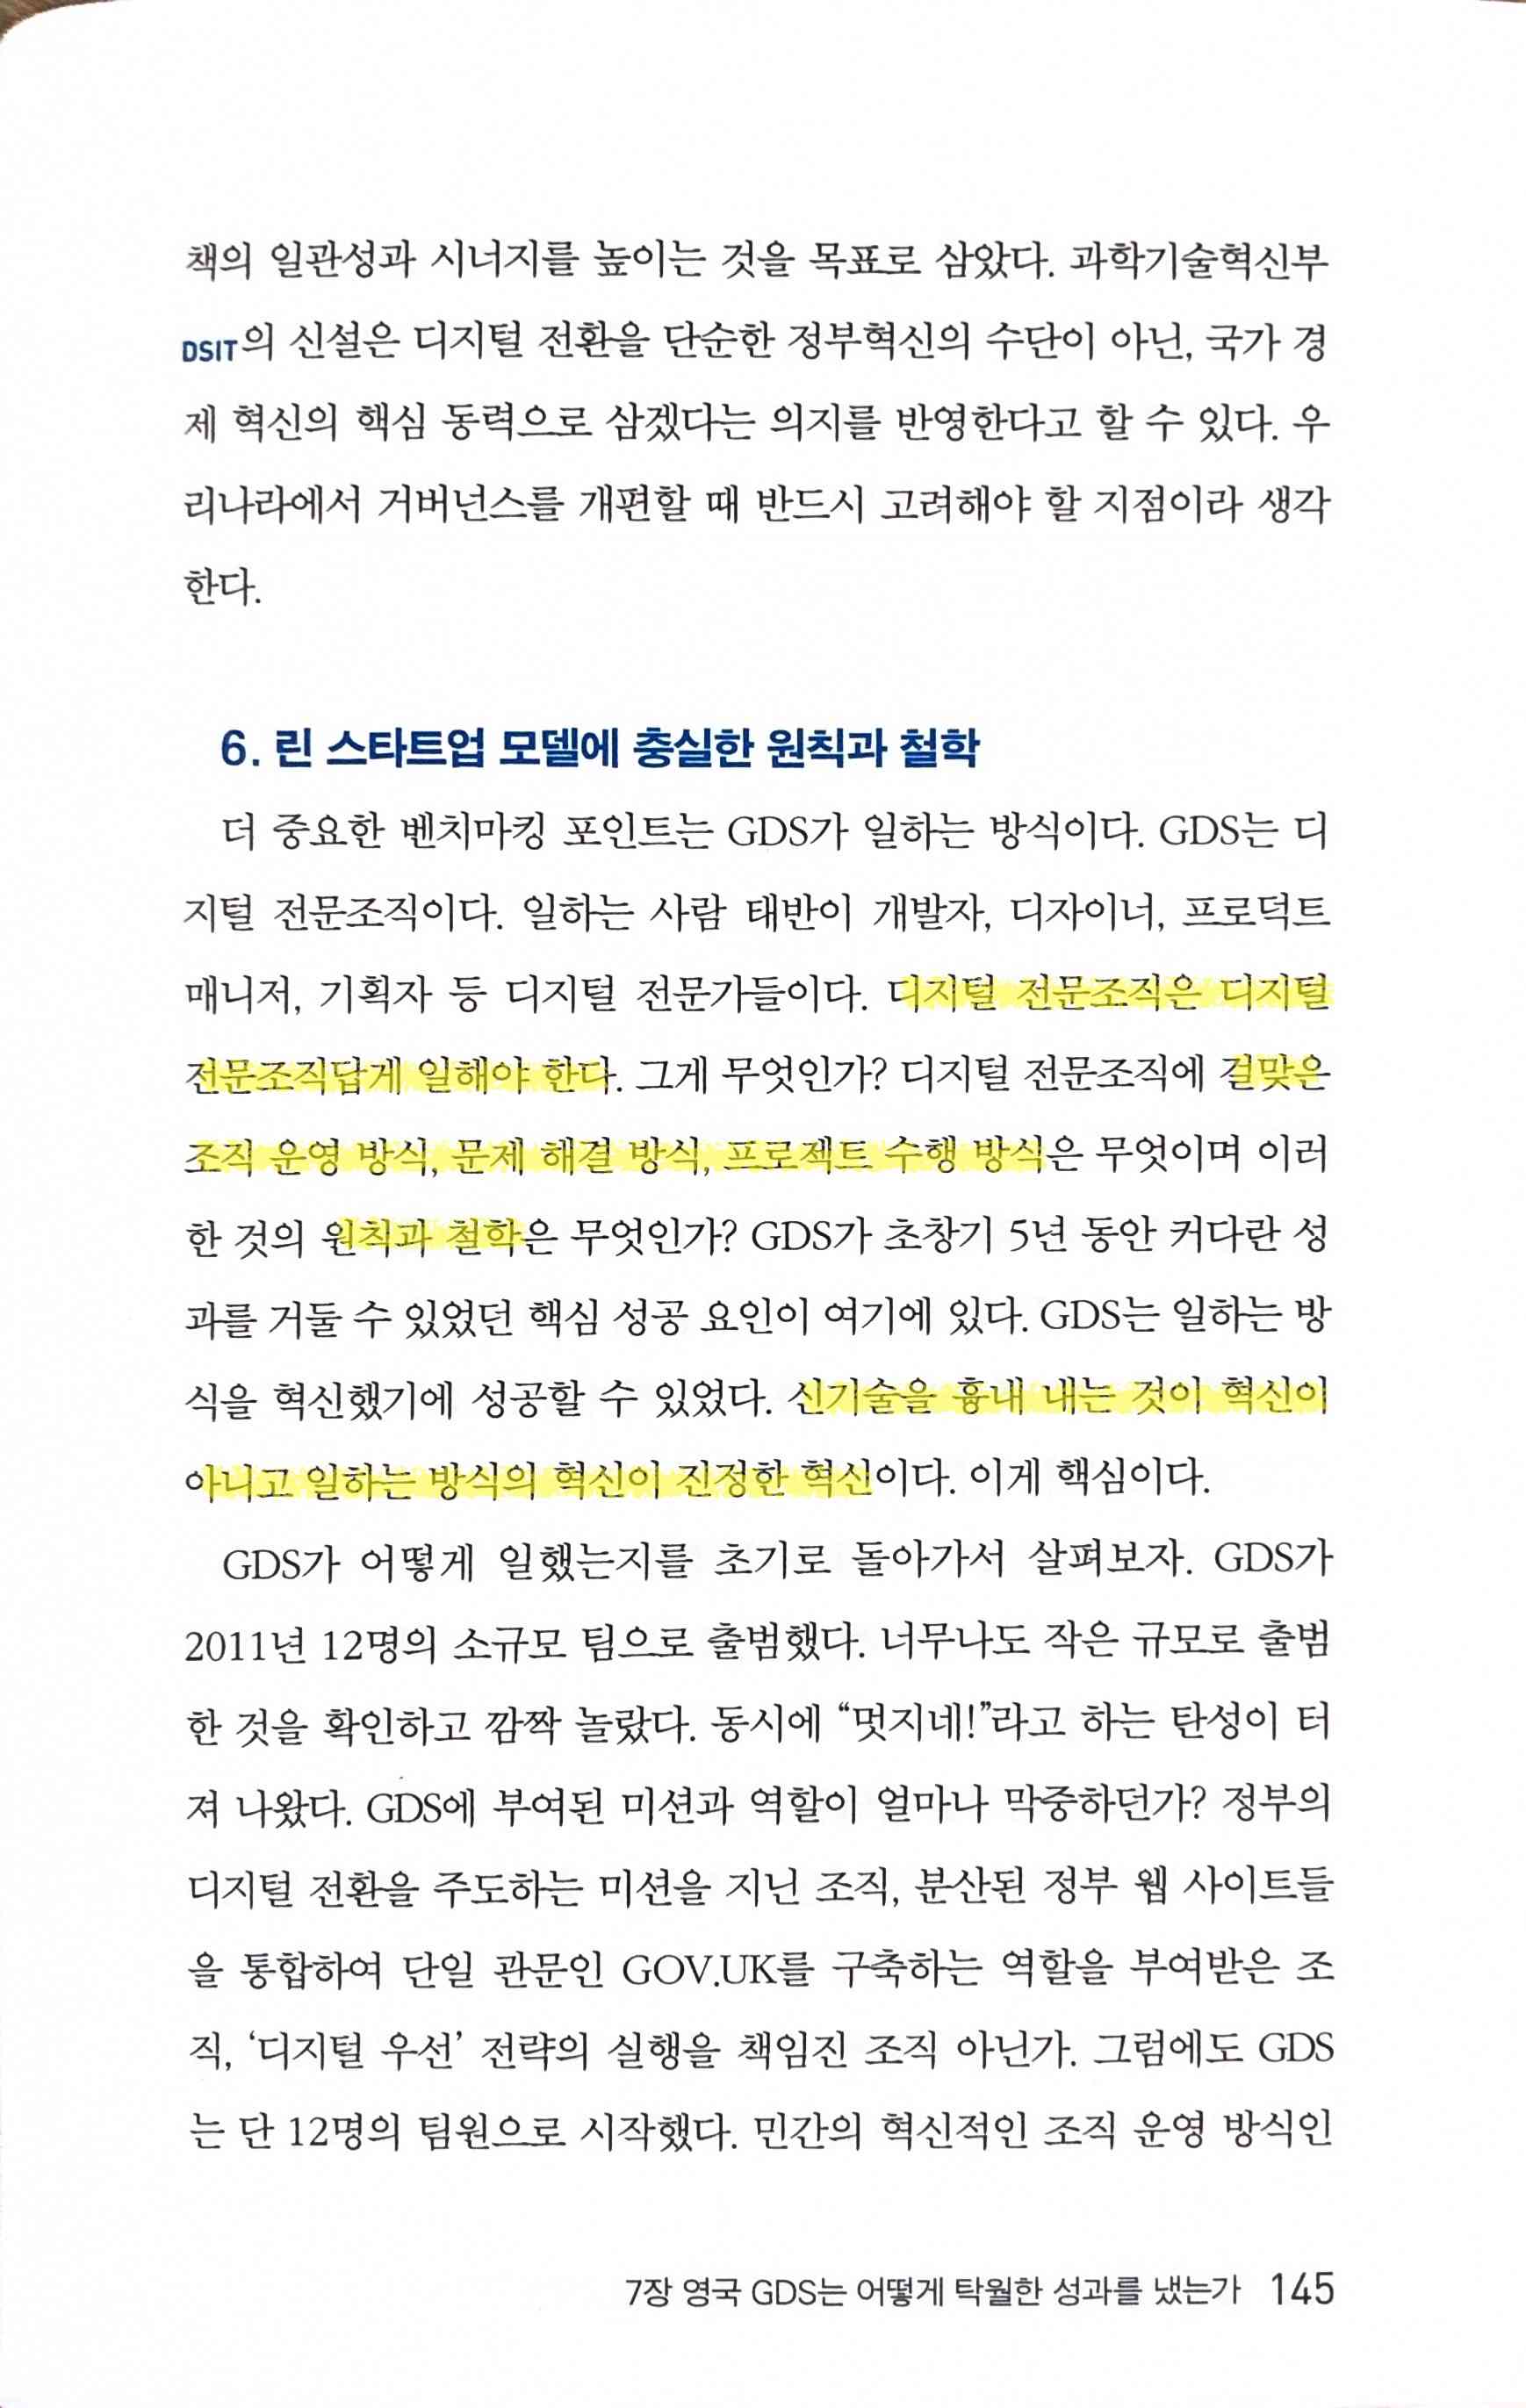 책의 일관성과 시너지를 높이는 것을 목표로 삼았다. 과학기술혁신부
DSIT의 신설은 디지털 전환을 단순한 정부혁신의 수단이 아닌, 국가 경
제 혁신의 핵심 동력으로 삼겠다는 의지를 반영한다고 할 수 있다. 우
리나라에서 거버넌스를 개편할 때 반드시 고려해야 할 지점이라 생각
한다.
6. 린 스타트업 모델에 충실한 원칙과 철학
더 중요한 벤치마킹 포인트는 GDS가 일하는 방식이다. GDS는 디
지털 전문조직이다. 일하는 사람 태반이 개발자, 디자이너, 프로덕트
매니저, 기획자 등 디지털 전문가들이다. 디지털 전문조직은 디지털
전문조직답게 일해야 한다. 그게 무엇인가? 디지털 전문조직에 걸맞은
조직 운영 방식, 문제 해결 방식, 프로젝트 수행 방식은 무엇이며 이러
한 것의 원칙과 철학은 무엇인가? GDS가 초창기 5년 동안 커다란 성
과를 거둘 수 있었던 핵심 성공 요인이 여기에 있다. GDS는 일하는 방
식을 혁신했기에 성공할 수 있었다. 신기술을 흉내 내는 것이 혁신이
아니고 일하는 방식의 혁신이 진정한 혁신이다. 이게 핵심이다.
GDS가 어떻게 일했는지를 초기로 돌아가서 살펴보자. GDS가
2011년 12명의 소규모 팀으로 출범했다. 너무나도 작은 규모로 출범
한 것을 확인하고 깜짝 놀랐다. 동시에 “멋지네!”라고 하는 탄성이 터
져 나왔다. GDS에 부여된 미션과 역할이 얼마나 막중하던가? 정부의
디지털 전환을 주도하는 미션을 지닌 조직, 분산된 정부 웹 사이트들
을 통합하여 단일 관문인 GOV.UK를 구축하는 역할을 부여받은 조
직, ‘디지털 우선’ 전략의 실행을 책임진 조직 아닌가. 그럼에도 GDS
는 단 12명의 팀원으로 시작했다. 민간의 혁신적인 조직 운영 방식인
7장 영국 GDS는 어떻게 탁월한 성과를 냈는가 145